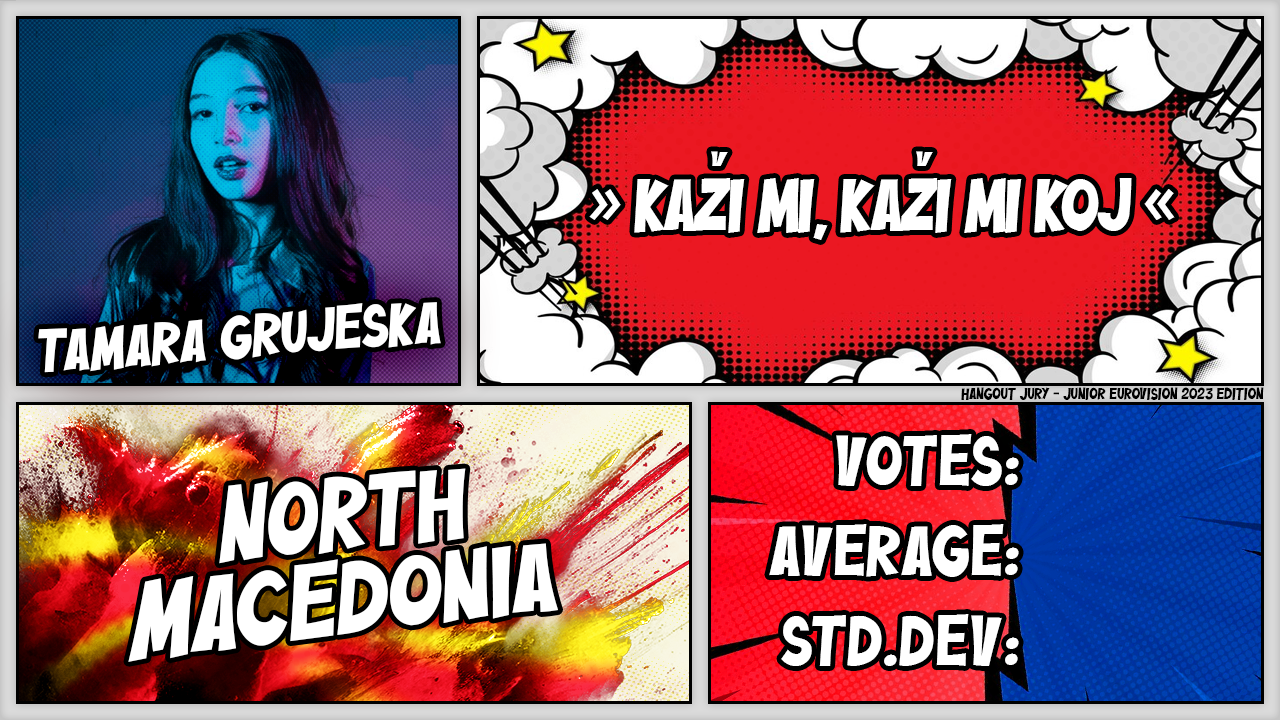 TAMARA GRUJESKA
» KAŽI MI, KAŽI MI KOJ «
HANGOUT JURY - JUNIOR EUROVISION 2023 EDITION
NORTH
MACEDONIA
VOTES:
AVERAGE:
STD.DEV: